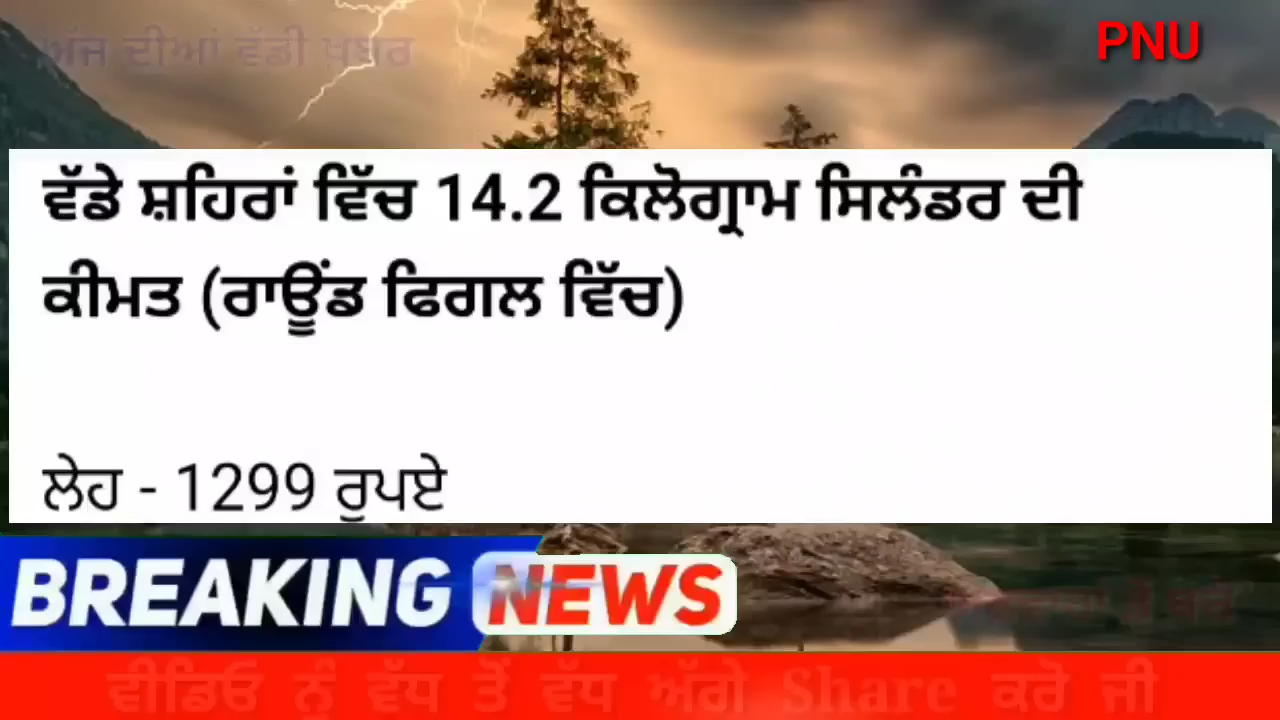 ਅੱਜ ਦੀਆਂ ਵੱਡੀ ਖ਼ਬਰ
PNU
ਵੱਡੇ ਸ਼ਹਿਰਾਂ ਵਿੱਚ 14.2 ਕਿਲੋਗ੍ਰਾਮ ਸਿਲੰਡਰ ਦੀ
ਕੀਮਤ (ਰਾਊਂਡ ਫਿਗਲ ਵਿੱਚ)
ਲੇਹ - 1299 ਰੁਪਏ
BREAKING NEWS
ਵੀਡਿਓ ਨੂੰ ਵੱਧ ਤੋਂ ਵੱਧ ਅੱਗੇ Share ਕਰੋ ਜੀ